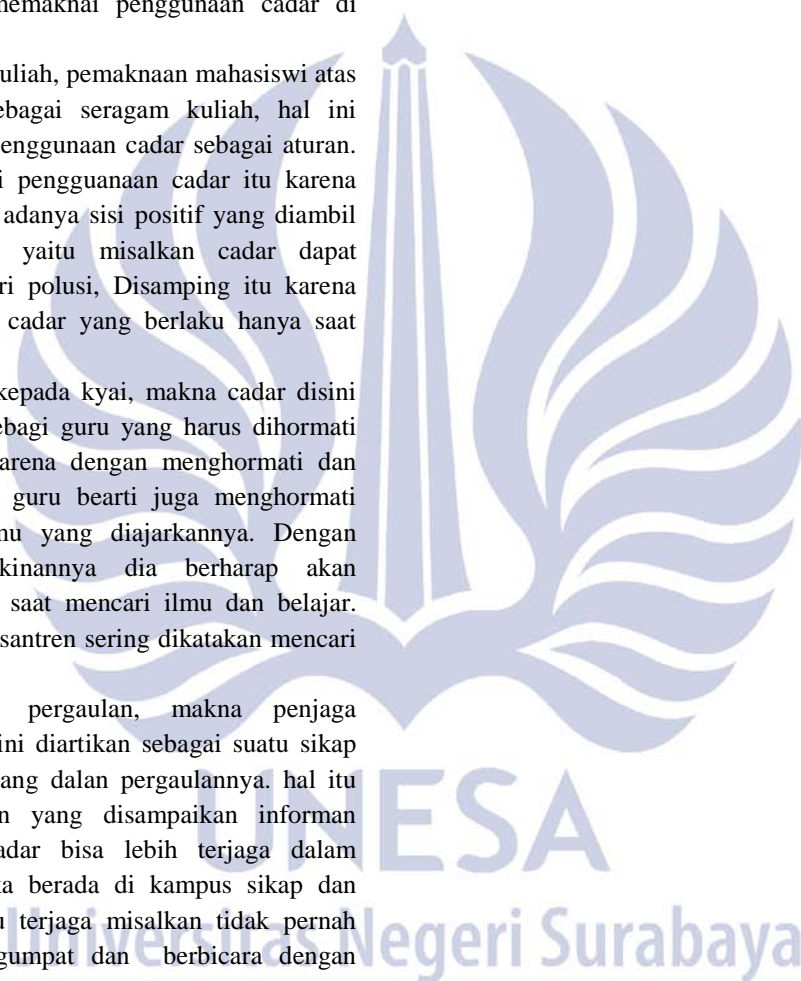 memaknai penggunaan cadar di
uliah, pemaknaan mahasiswi atas
ebagai seragam kuliah, hal ini
enggunaan cadar sebagai aturan.
i pengguanaan cadar itu karena
adanya sisi positif yang diambil
yaitu misalkan cadar dapat
ri polusi, Disamping itu karena
cadar yang berlaku hanya saat
kepada kyai, makna cadar disini
ebagi guru yang harus dihormati
arena dengan menghormati dan
guru bearti juga menghormati
mu yang diajarkannya. Dengan
kinannya dia berharap akan
saat mencari ilmu dan belajar.
santren sering dikatakan mencari
pergaulan, makna penjaga
ini diartikan sebagai suatu sikap
ang dalan pergaulannya. hal itu
n yang disampaikan informan
adar bisa lebih terjaga dalam
ka berada di kampus sikap dan
u terjaga misalkan tidak pernah
gumpat dan berbicara dengan
UNESA
Universitas Negeri Surabaya